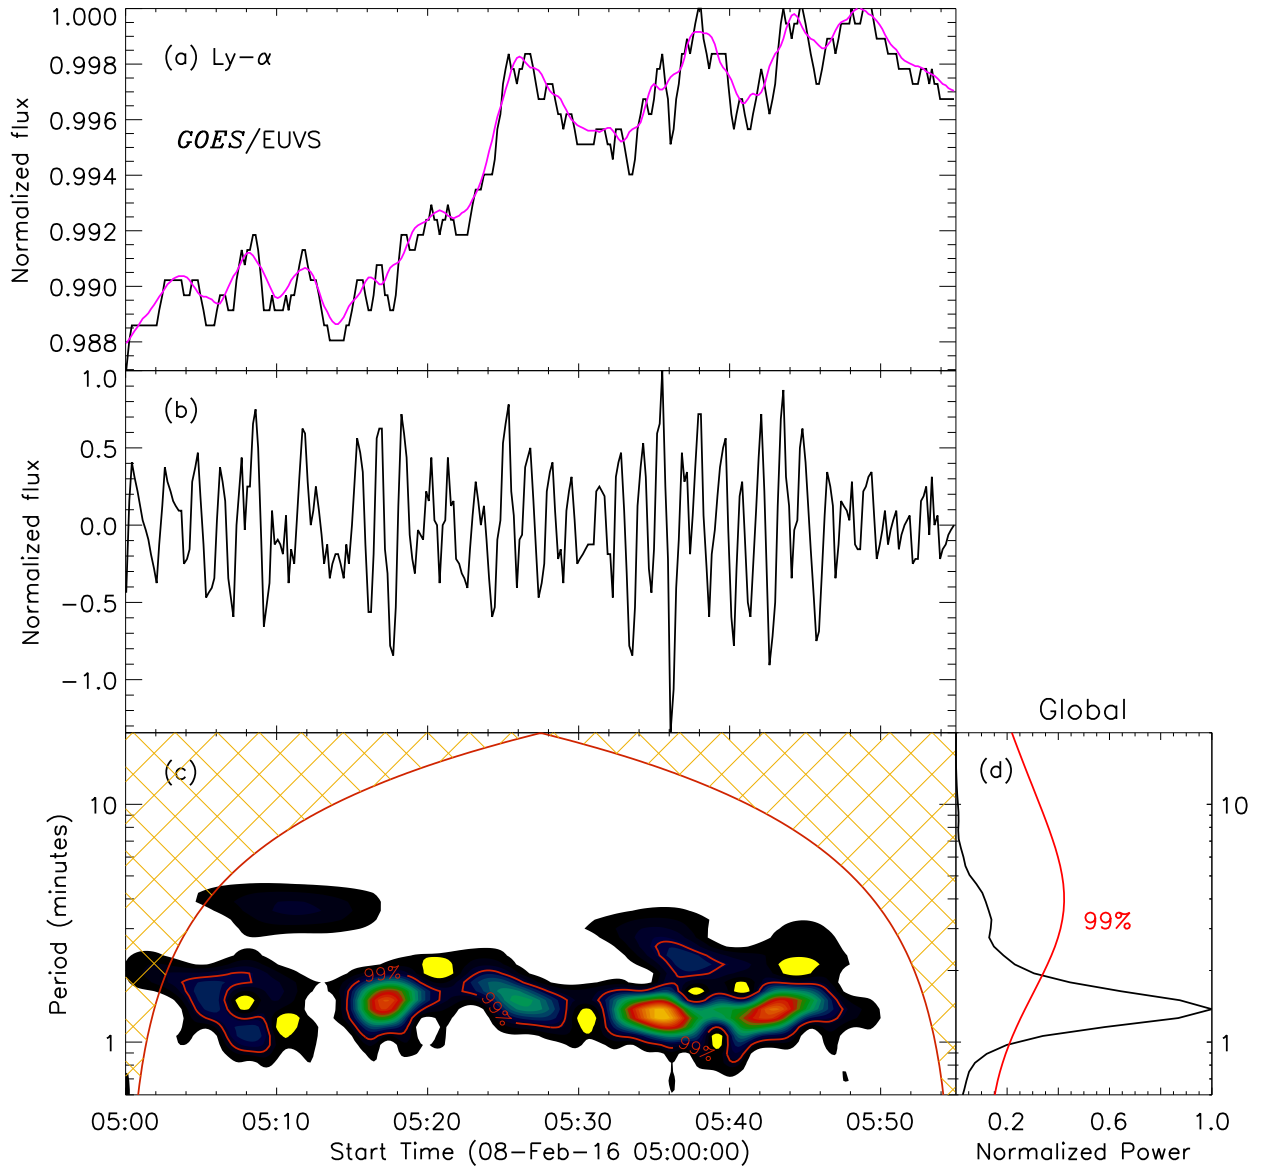 1.000
0.998
0.996
0.994
0.992
0.990
0.988
Normalized flux
(a) Ly−α
GOES/EUVS
1.0
0.5
0.0
−0.5
−1.0
Normalized flux
(b)
Global
10
1
Period (minutes)
(c)
99%
99%
99%
(d)
99%
10
1
05:00 05:10 05:20 05:30 05:40 05:50
Start Time (08−Feb−16 05:00:00)
0.2 0.6 1.0
Normalized Power